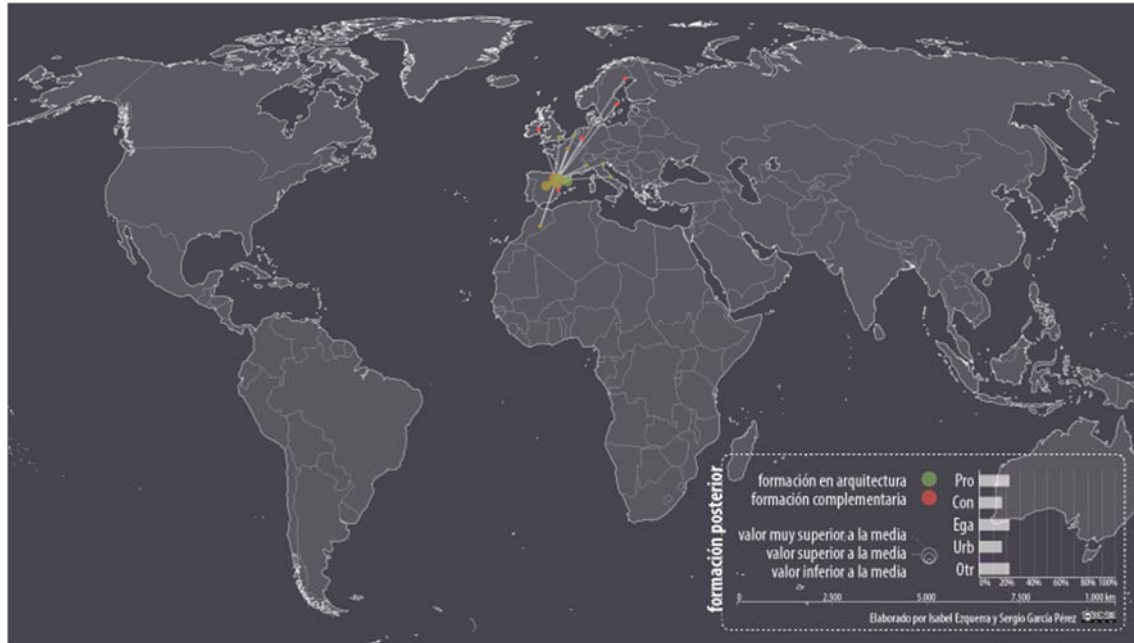 formación posterior
formación en arquitectura
formación complementaria
valor muy superior a la media
valor superior a la media
valor inferior a la media
Pro
Con
Ega
Urb
Otr
0% 20% 40% 60% 80% 100%
0 2.500 5.000 7.500 1.000 km
Elaborado por Isabel Ezquerra y Sergio García Pérez